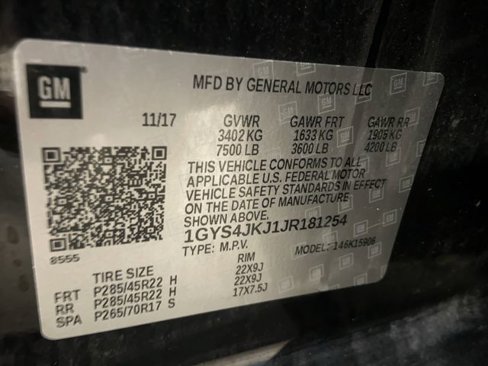 GM
MFD BY GENERAL MOTORS LLC
11/17 GVWR GAWR FRT GAWR RR
3402 KG 1633 KG 1905 KG
7500 LB 3600 LB 4200 LB
THIS VEHICLE CONFORMS TO ALL
APPLICABLE U.S. FEDERAL MOTOR
VEHICLE SAFETY STANDARDS IN EFFECT
ON THE DATE OF MANUFACTURE
SHOWN ABOVE.
1GYS4JKJ1JR181254
TYPE: M.P.V. MODEL: 146K15906
8555
TIRE SIZE RIM
FRT P285/45R22 H 22X9J
RR P285/45R22 H 22X9J
SPA P265/70R17 S 17X7.5J